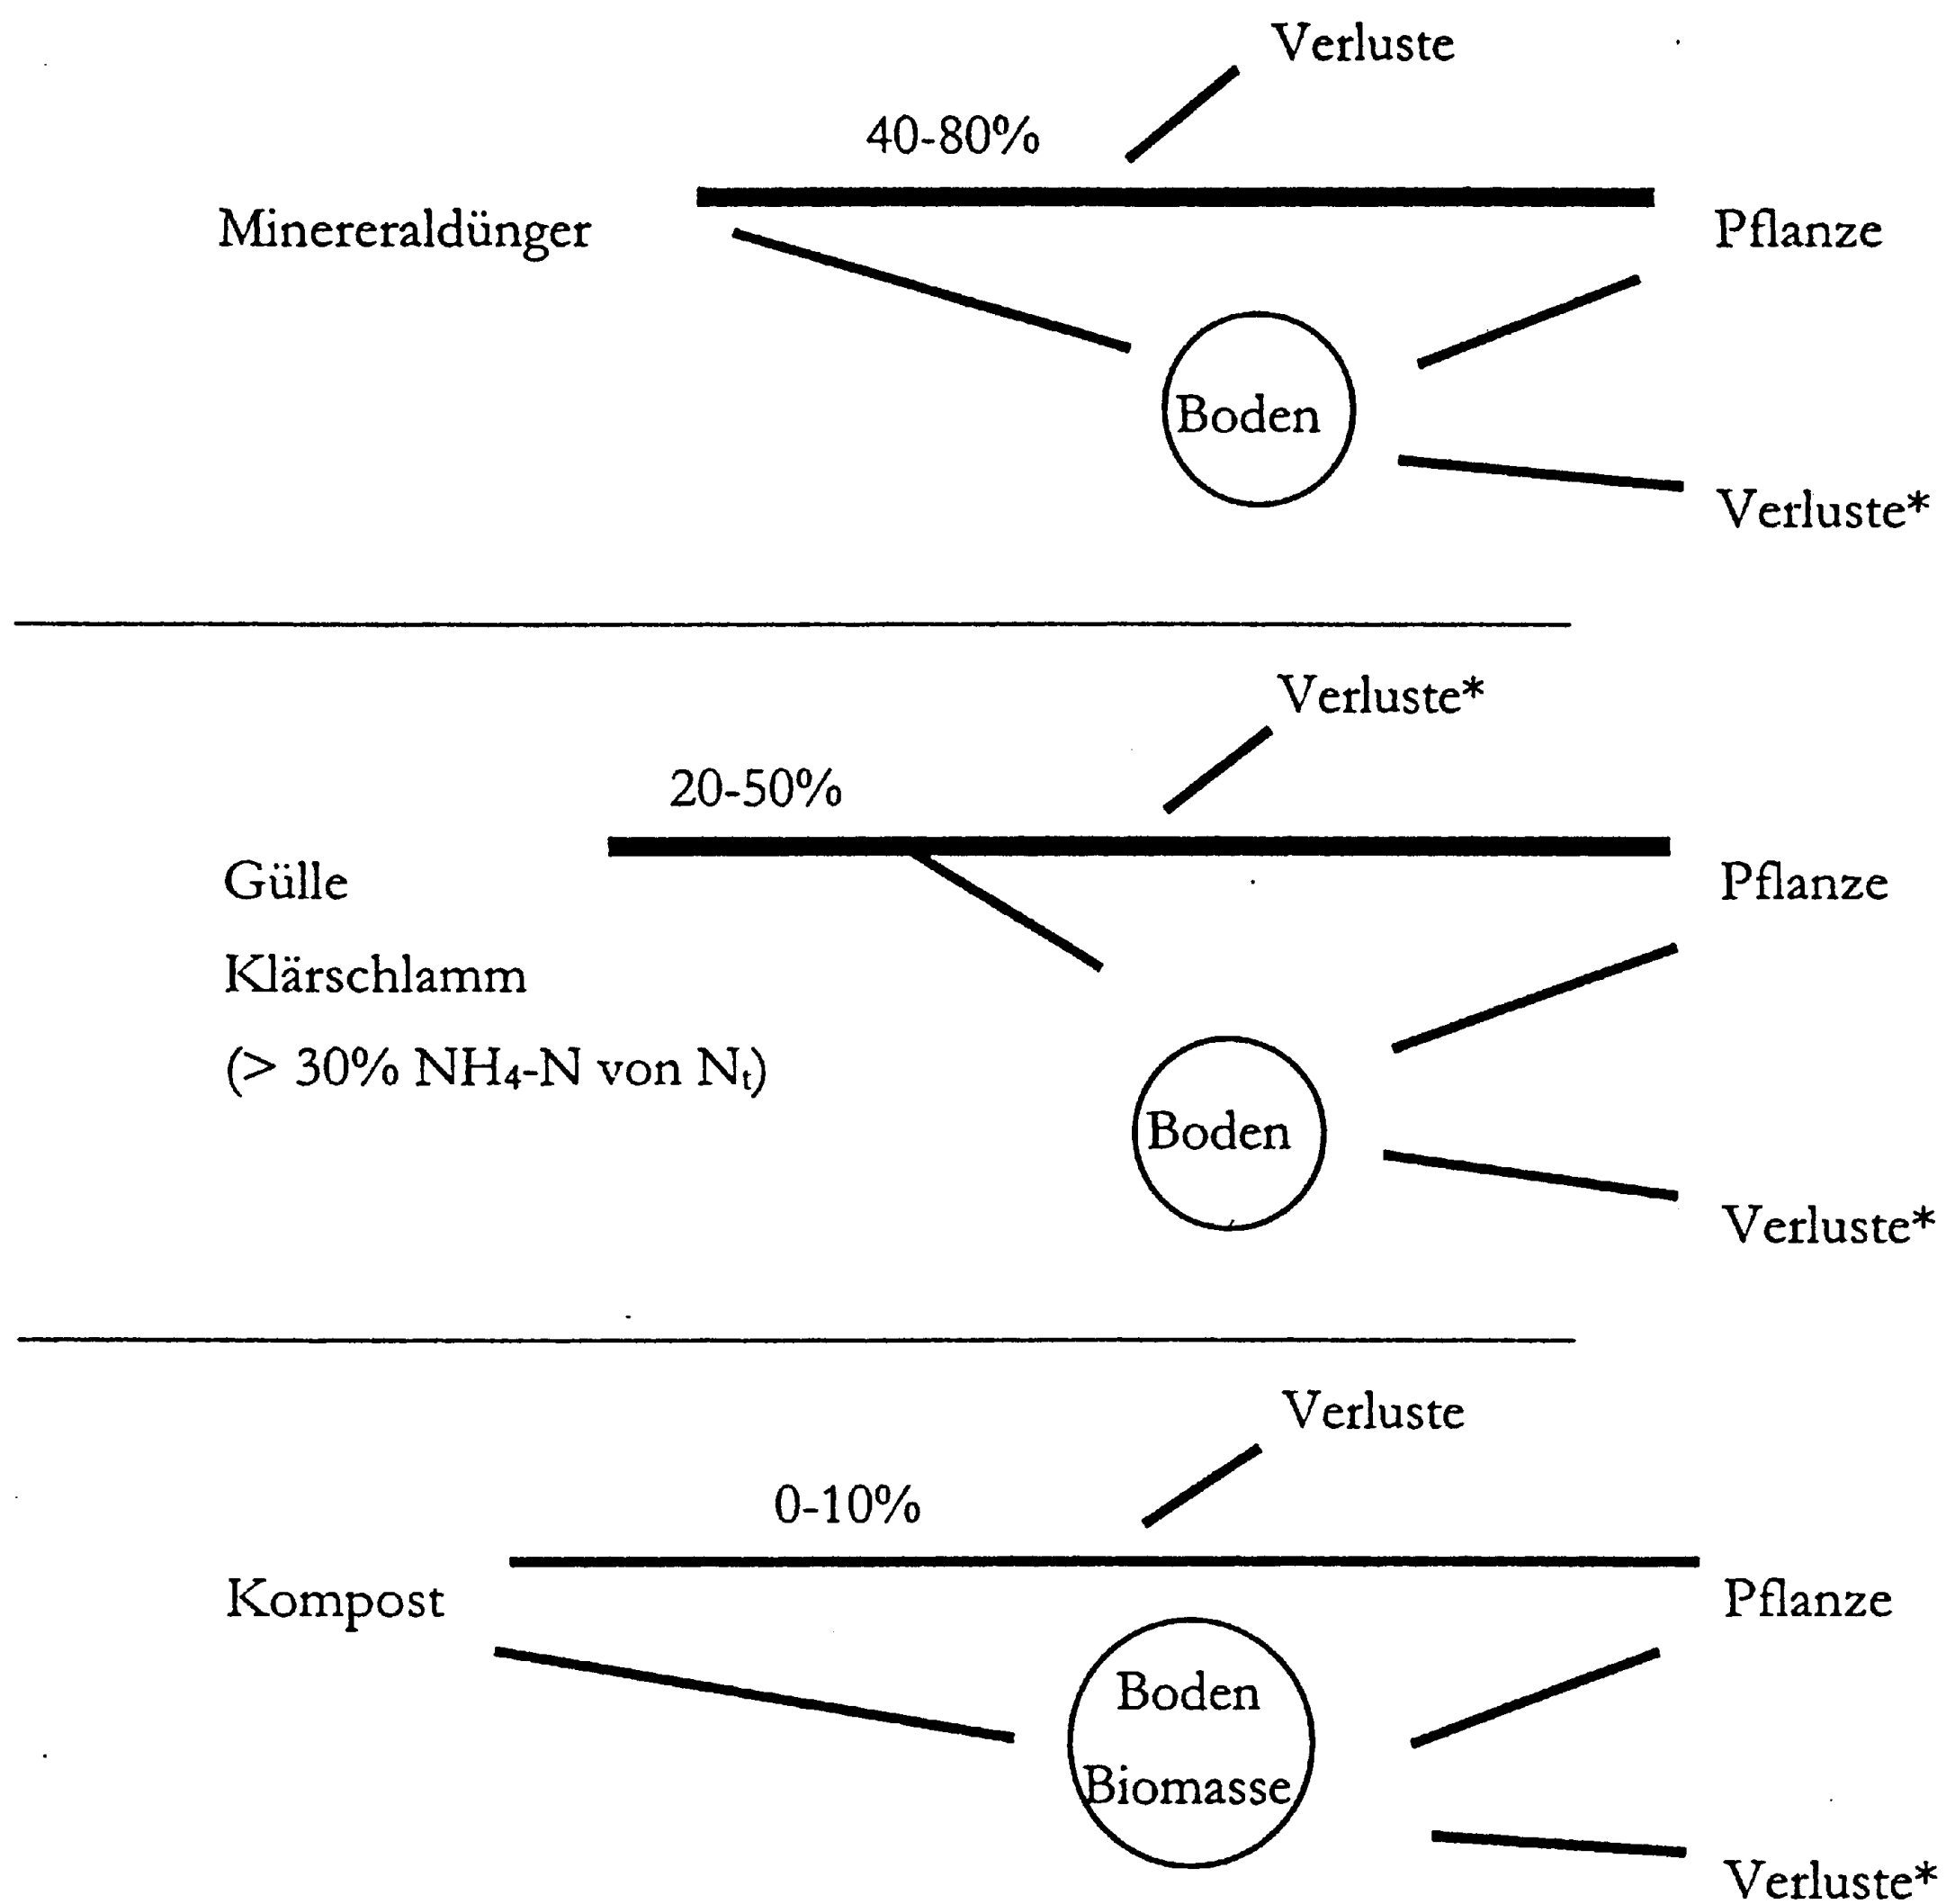 Verluste
40-80%
Minereraldünger
Pflanze
Boden
Verluste*
Verluste*
20-50%
Gülle
Pflanze
Klärschlamm
(> 30% NH₄-N von Nₜ)
Boden
Verluste*
Verluste
0-10%
Kompost
Pflanze
Boden
Biomasse
Verluste*